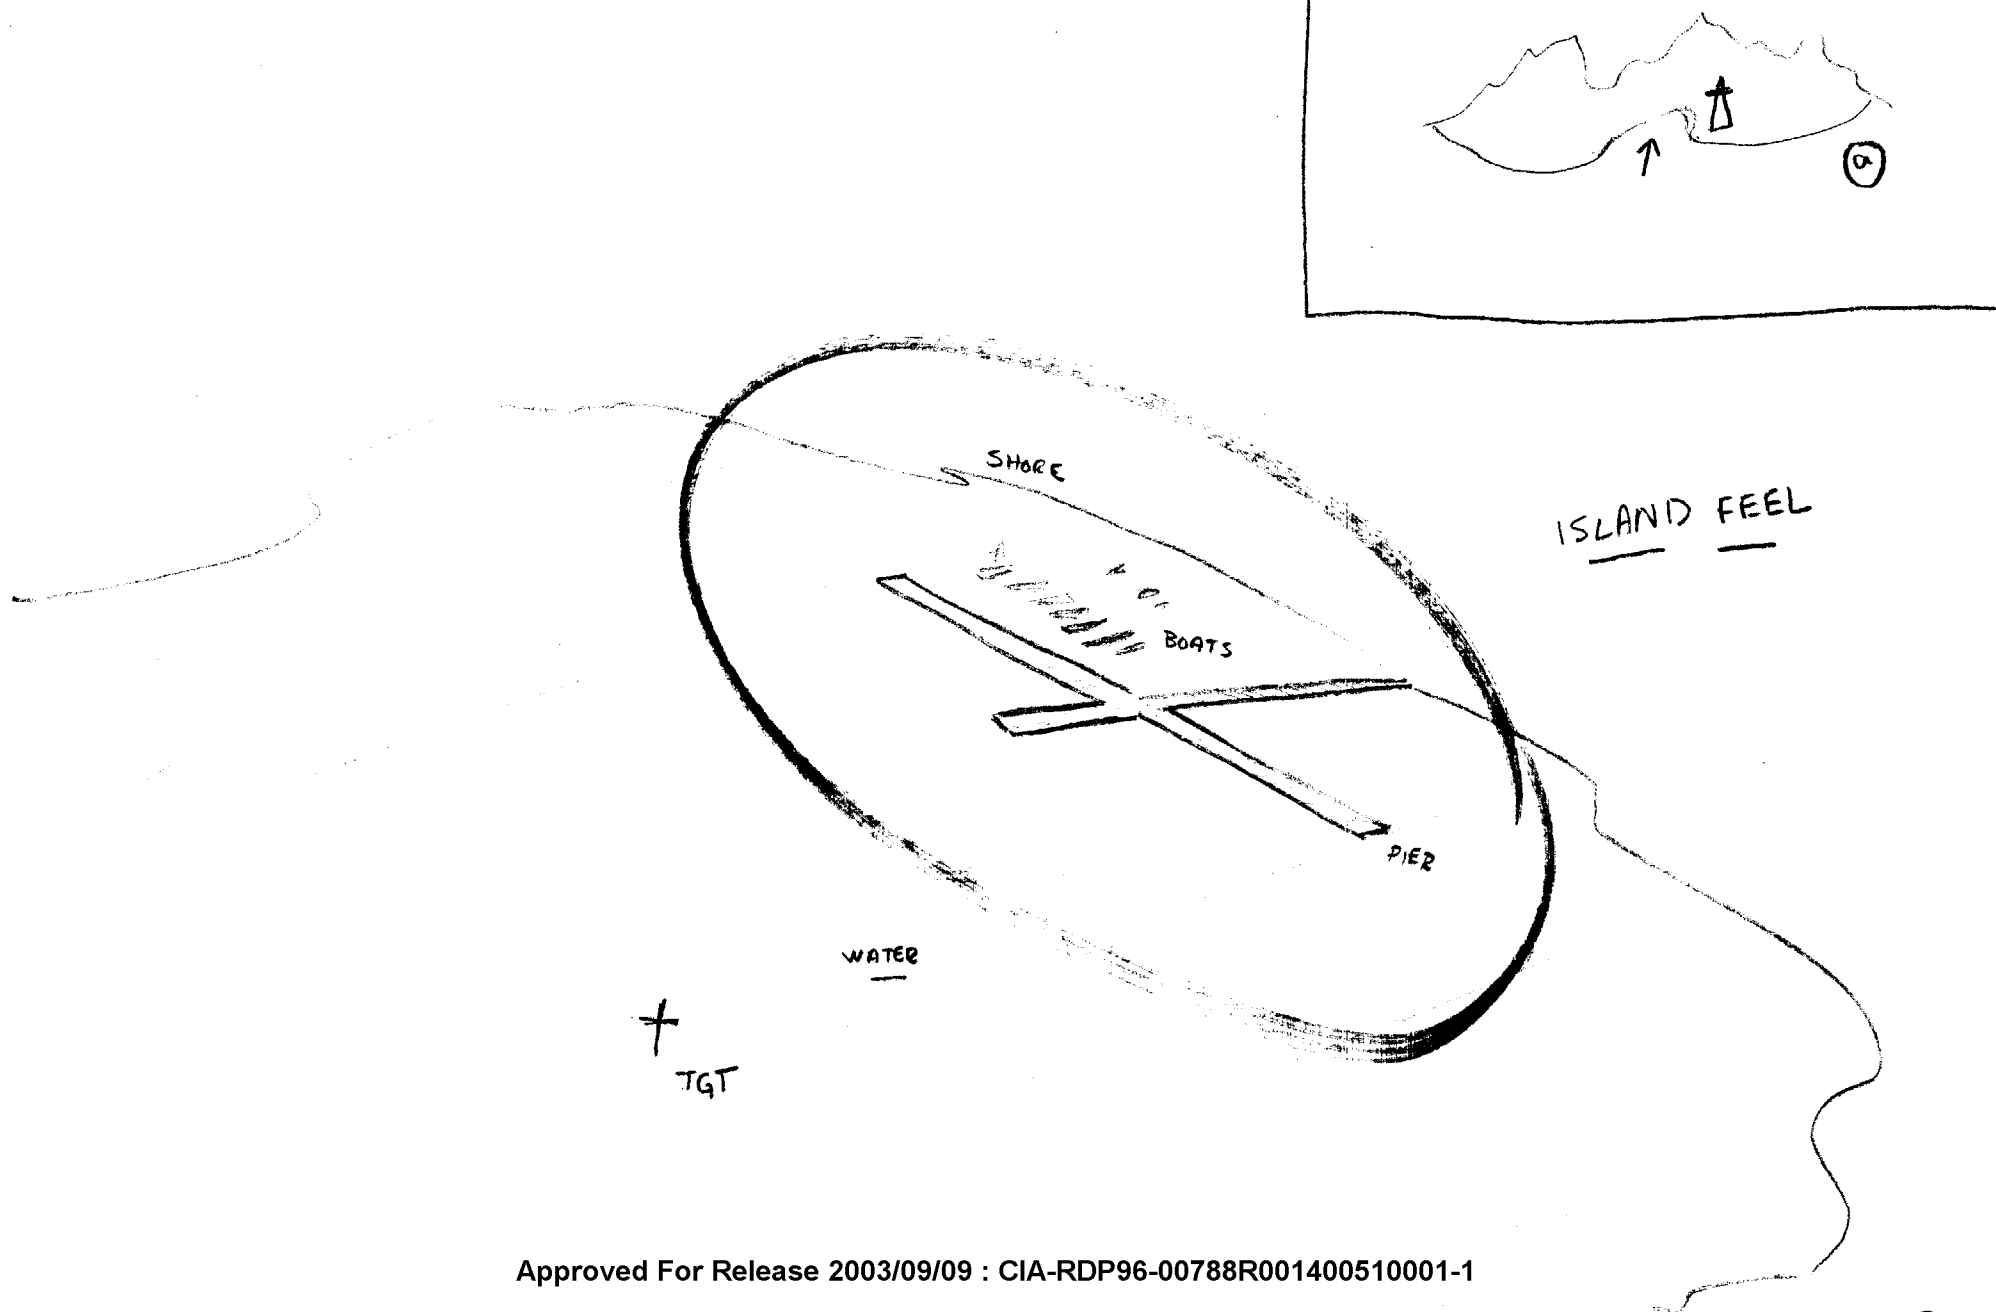 a
SHORE
ISLAND FEEL
BOATS
PIER
WATER
TGT
Approved For Release 2003/09/09 : CIA-RDP96-00788R001400510001-1